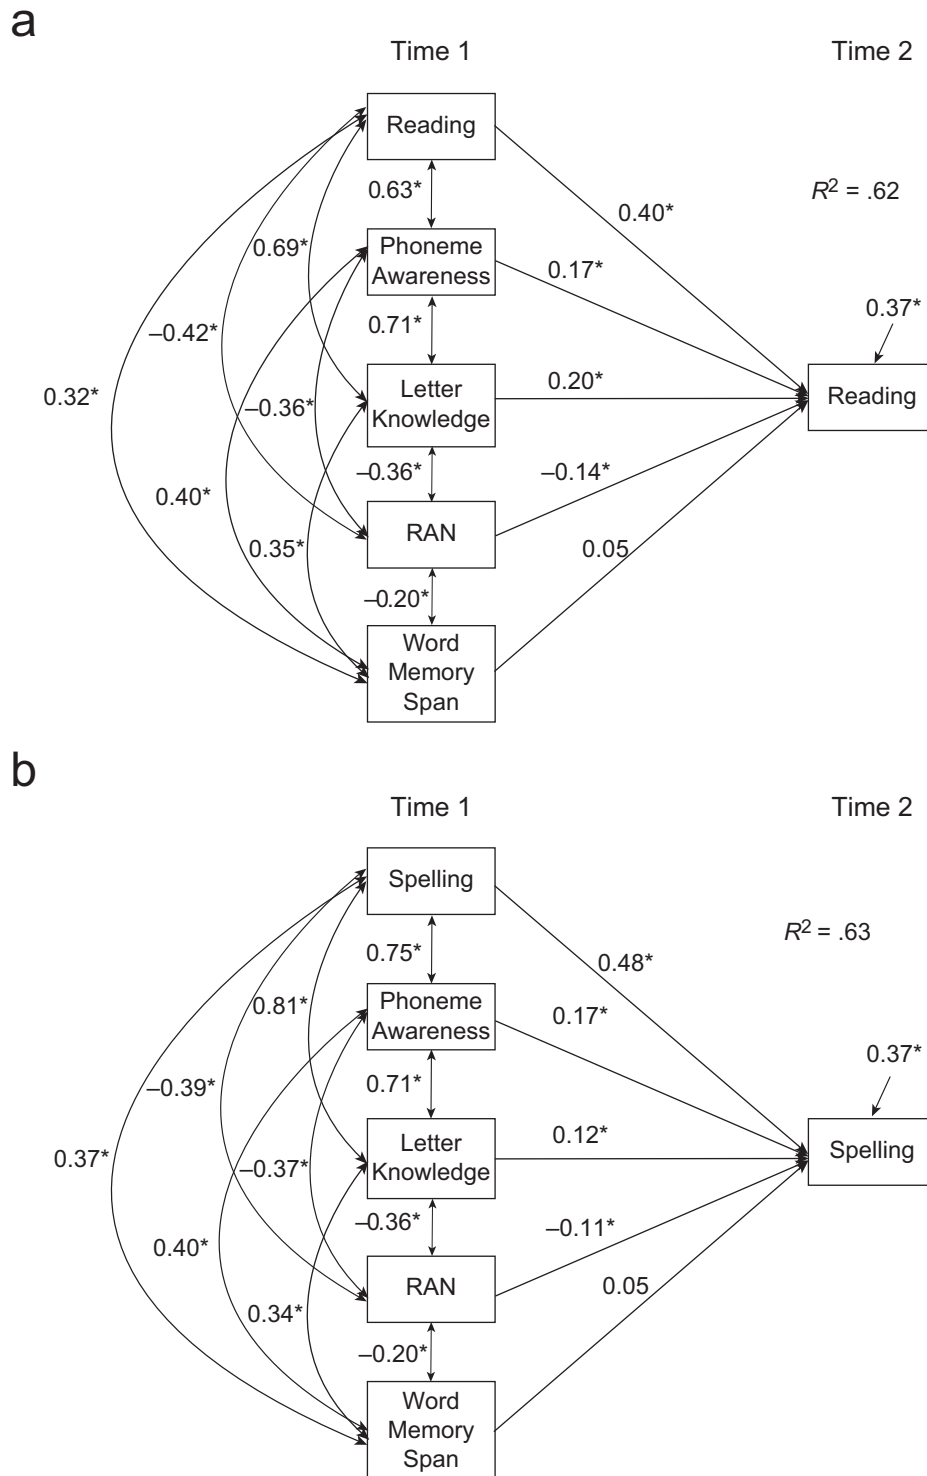 a
Time 1
Time 2
Reading
0.63*
R² = .62
0.40*
0.69*
Phoneme
Awareness
0.17*
0.37*
–0.42*
0.71*
0.32*
Letter
Knowledge
0.20*
Reading
–0.36*
–0.36*
–0.14*
0.40*
RAN
0.35*
0.05
–0.20*
Word
Memory
Span
b
Time 1
Time 2
Spelling
0.75*
R² = .63
0.48*
0.81*
Phoneme
Awareness
0.17*
0.37*
–0.39*
0.71*
0.37*
Letter
Knowledge
0.12*
Spelling
–0.37*
–0.36*
–0.11*
0.40*
RAN
0.34*
0.05
–0.20*
Word
Memory
Span